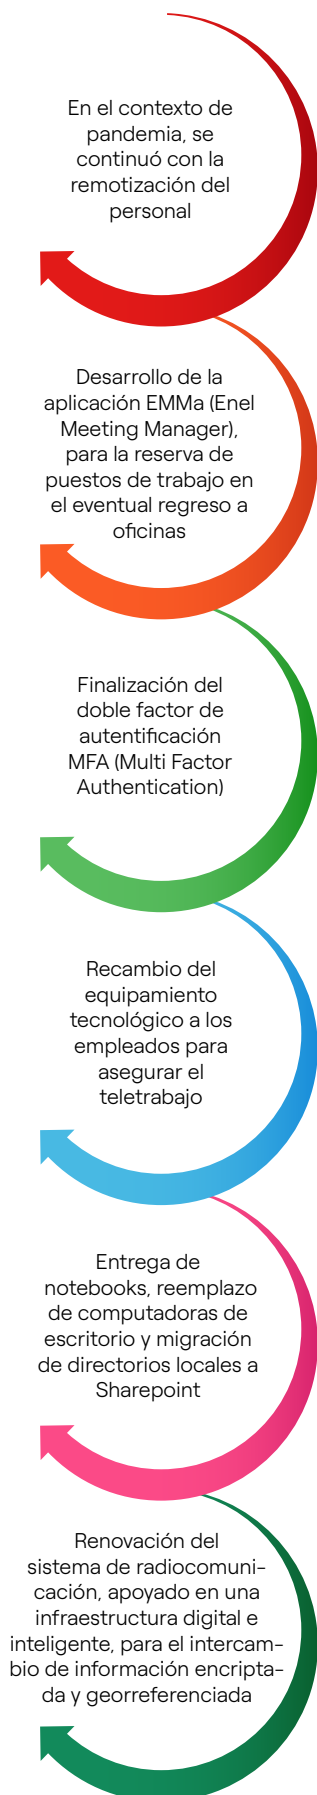 En el contexto de
pandemia, se
continuó con la
remotización del
personal
Desarrollo de la
aplicación EMMa (Enel
Meeting Manager),
para la reserva de
puestos de trabajo en
el eventual regreso a
oficinas
Finalización del
doble factor de
autentificación
MFA (Multi Factor
Authentication)
Recambio del
equipamiento
tecnológico a los
empleados para
asegurar el
teletrabajo
Entrega de
notebooks, reemplazo
de computadoras de
escritorio y migración
de directorios locales a
Sharepoint
Renovación del
sistema de radiocomuni-
cación, apoyado en una
infraestructura digital e
inteligente, para el intercam-
bio de información encripta-
da y georreferenciada